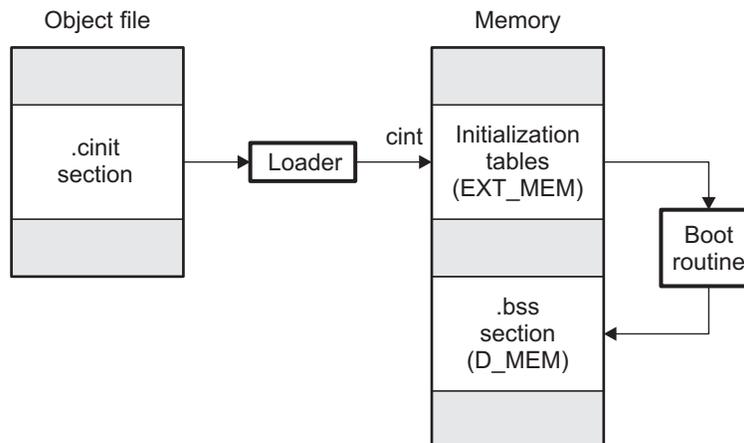 Object file
Memory
.cinit
section
Loader
cint
Initialization
tables
(EXT_MEM)
Boot
routine
.bss
section
(D_MEM)